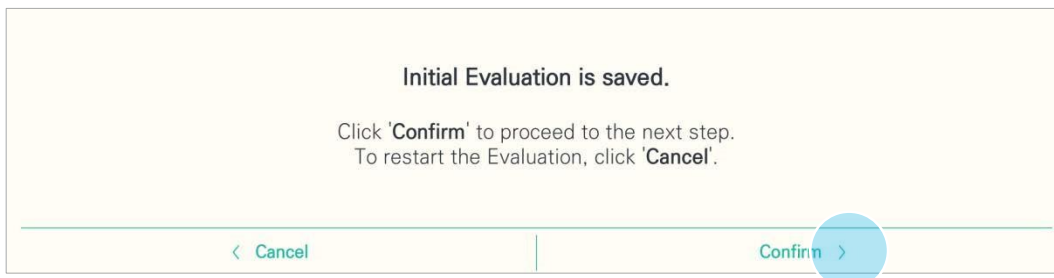 Initial Evaluation is saved.
Click 'Confirm' to proceed to the next step.
To restart the Evaluation, click 'Cancel'.
< Cancel
Confirm >